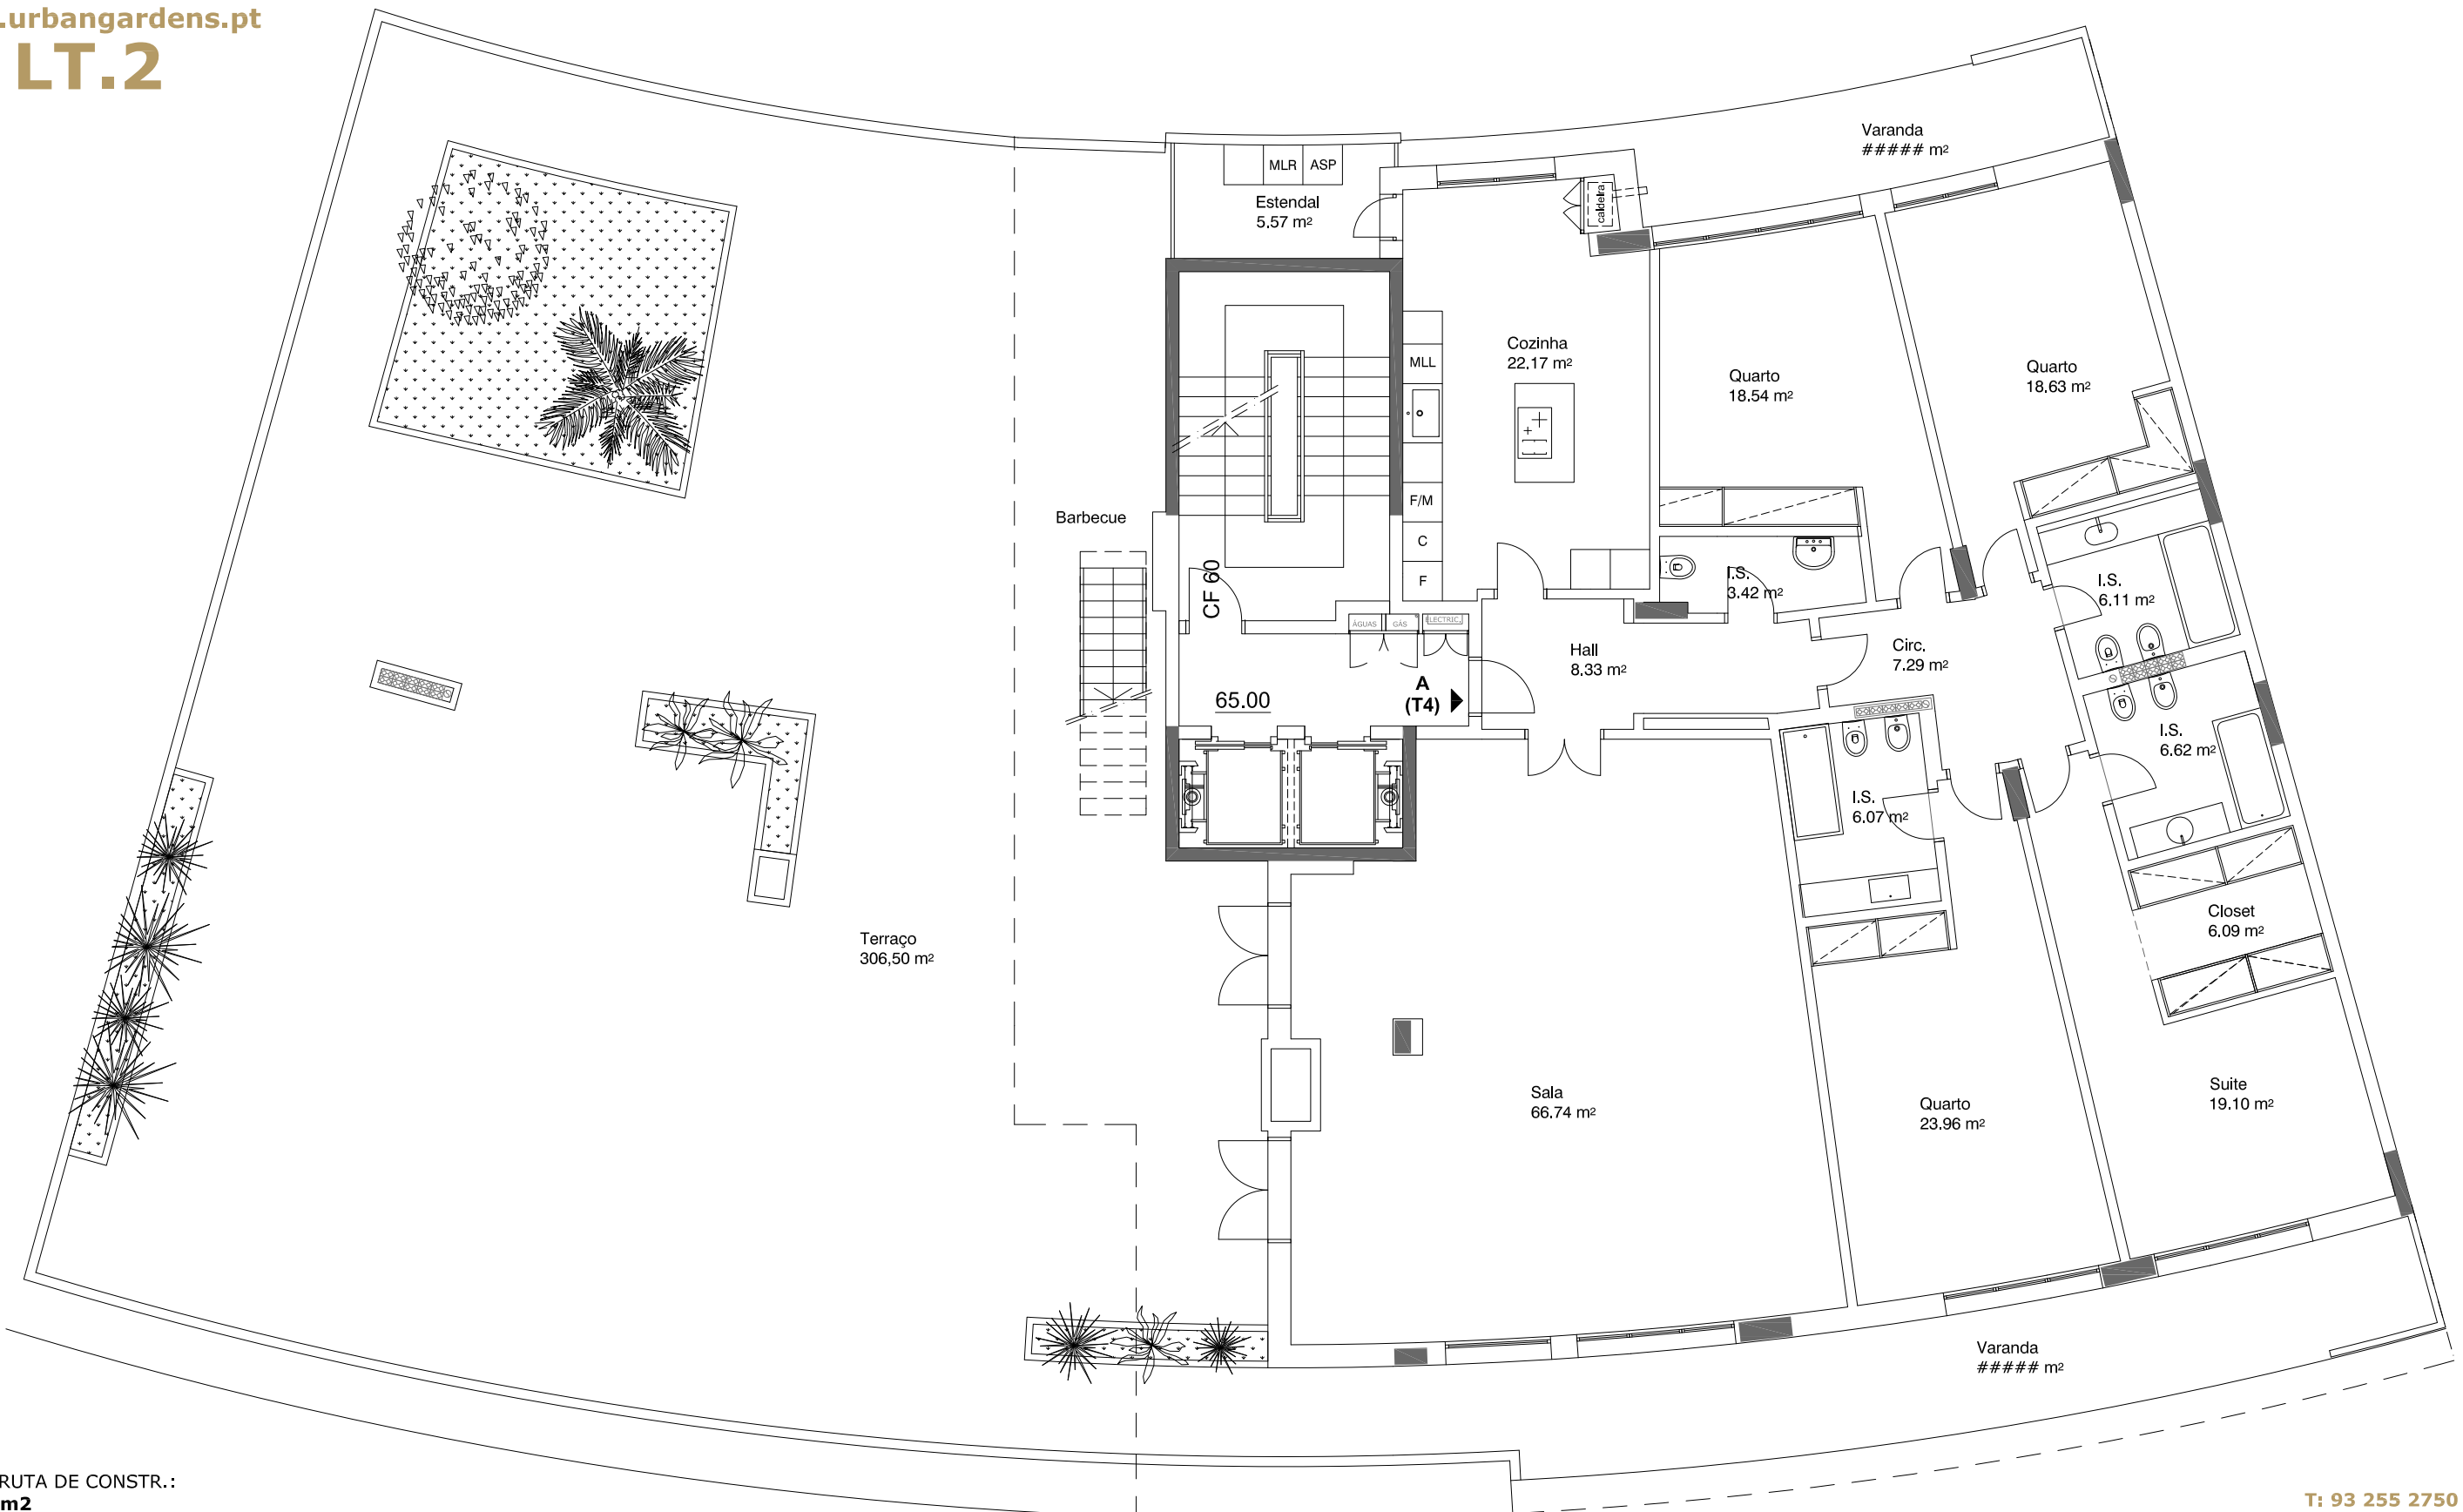 .urbangardens.pt
LT.2
Varanda
##### m²
MLR
ASP
Estendal
5.57 m²
caldeira
Cozinha
22.17 m²
MLL
F/M
C
F
Quarto
18.54 m²
Quarto
18.63 m²
Barbecue
CF 60
I.S.
3.42 m²
I.S.
6.11 m²
ÁGUAS
GÁS
ELECTRIC.
Hall
8.33 m²
Circ.
7.29 m²
65.00
A
(T4)
I.S.
6.62 m²
I.S.
6.07 m²
Closet
6.09 m²
Terraço
306,50 m²
Sala
66.74 m²
Quarto
23.96 m²
Suite
19.10 m²
Varanda
##### m²
RUTA DE CONSTR.:
m2
T: 93 255 2750